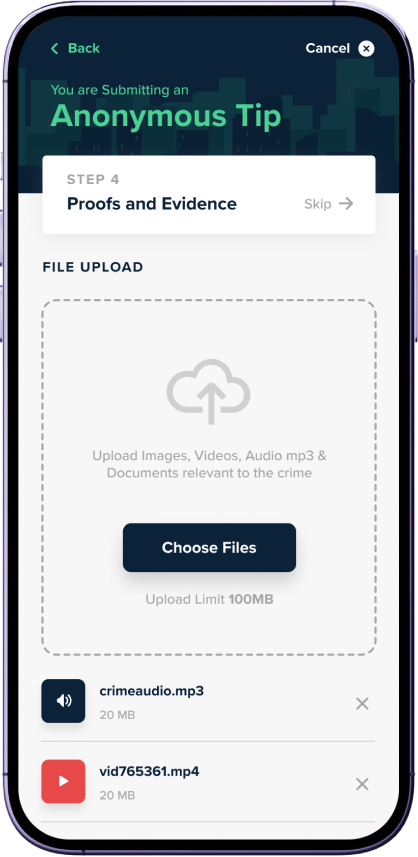 Back
Cancel
You are Submitting an
Anonymous Tip
STEP 4
Proofs and Evidence
Skip
FILE UPLOAD
Upload Images, Videos, Audio mp3 &
Documents relevant to the crime
Choose Files
Upload Limit 100MB
crimeaudio.mp3
20 MB
vid765361.mp4
20 MB